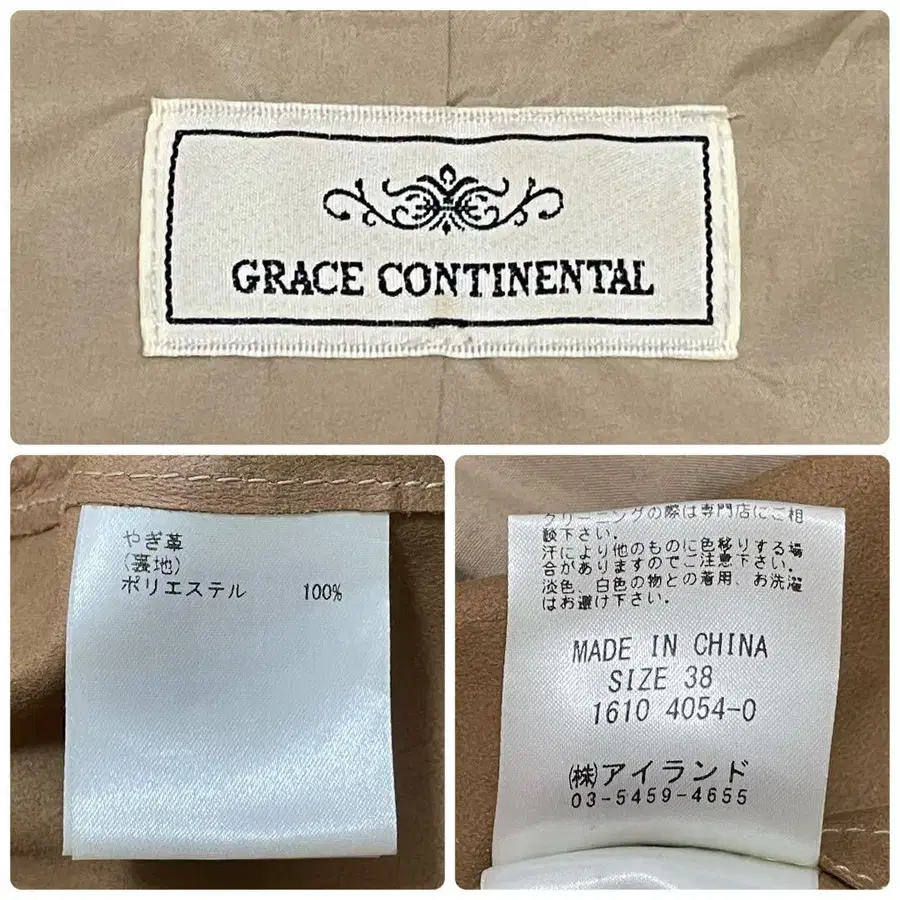 GRACE CONTINENTAL
やぎ革
(裏地)
ポリエステル 100%
クリーニングの際は専門店にご相
談下さい。
汗により他のものに色移りする場
合がありますのでご注意下さい。
淡色、白色の物との着用、お洗濯
はお避け下さい。
MADE IN CHINA
SIZE 38
1610 4054-0
(株)アイランド
03-5459-4655